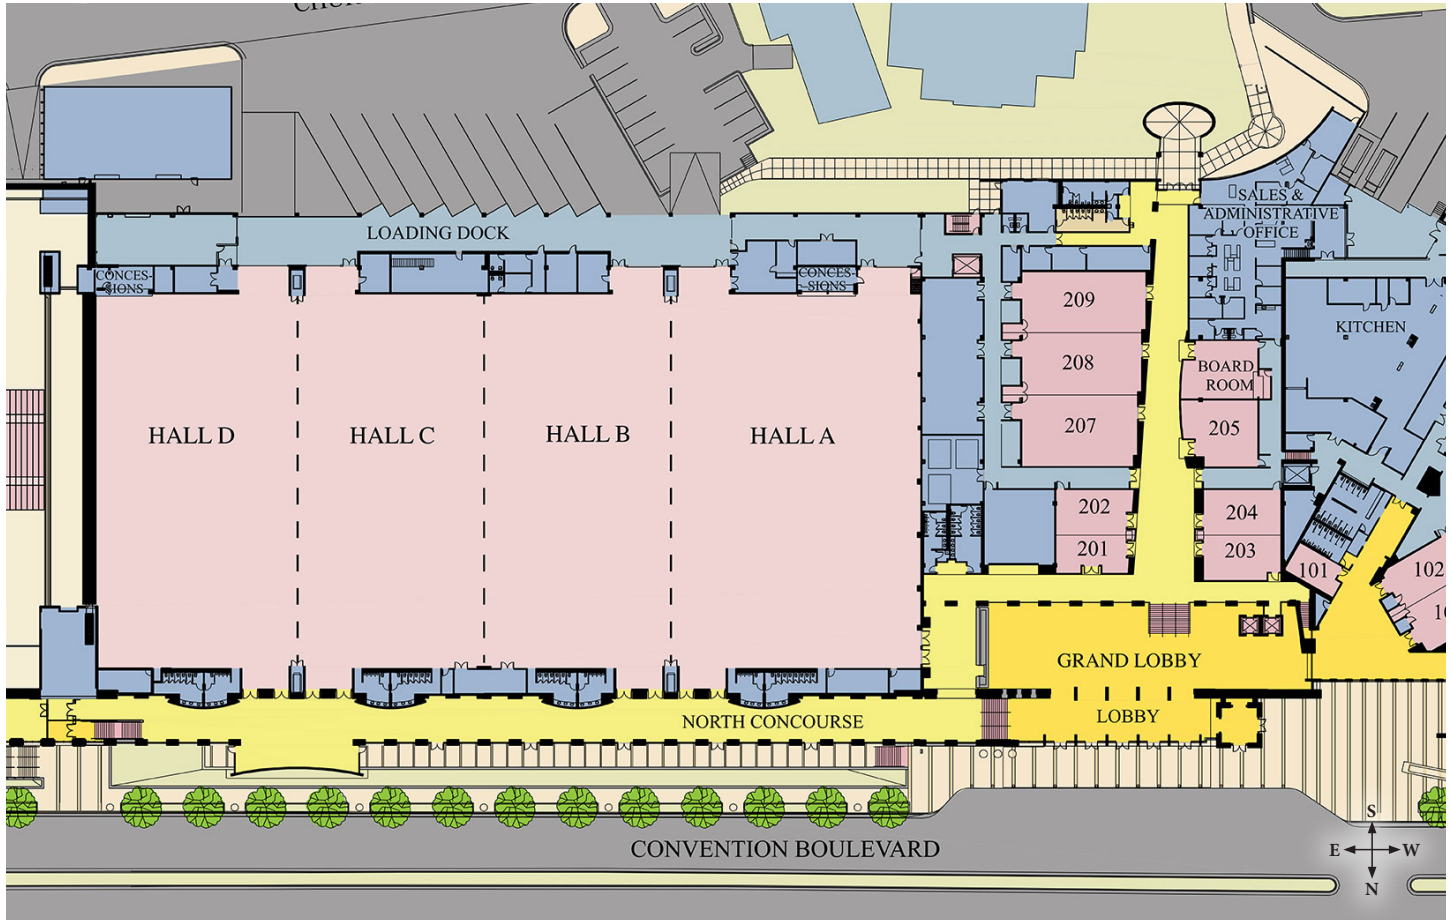 LOADING DOCK
SALES &
ADMINISTRATIVE
OFFICE
CONCES-
SIONS
CONCES-
SIONS
KITCHEN
209
208
207
BOARD
ROOM
205
HALL D
HALL C
HALL B
HALL A
202
201
204
203
101
102
GRAND LOBBY
LOBBY
NORTH CONCOURSE
CONVENTION BOULEVARD
S
E
W
N